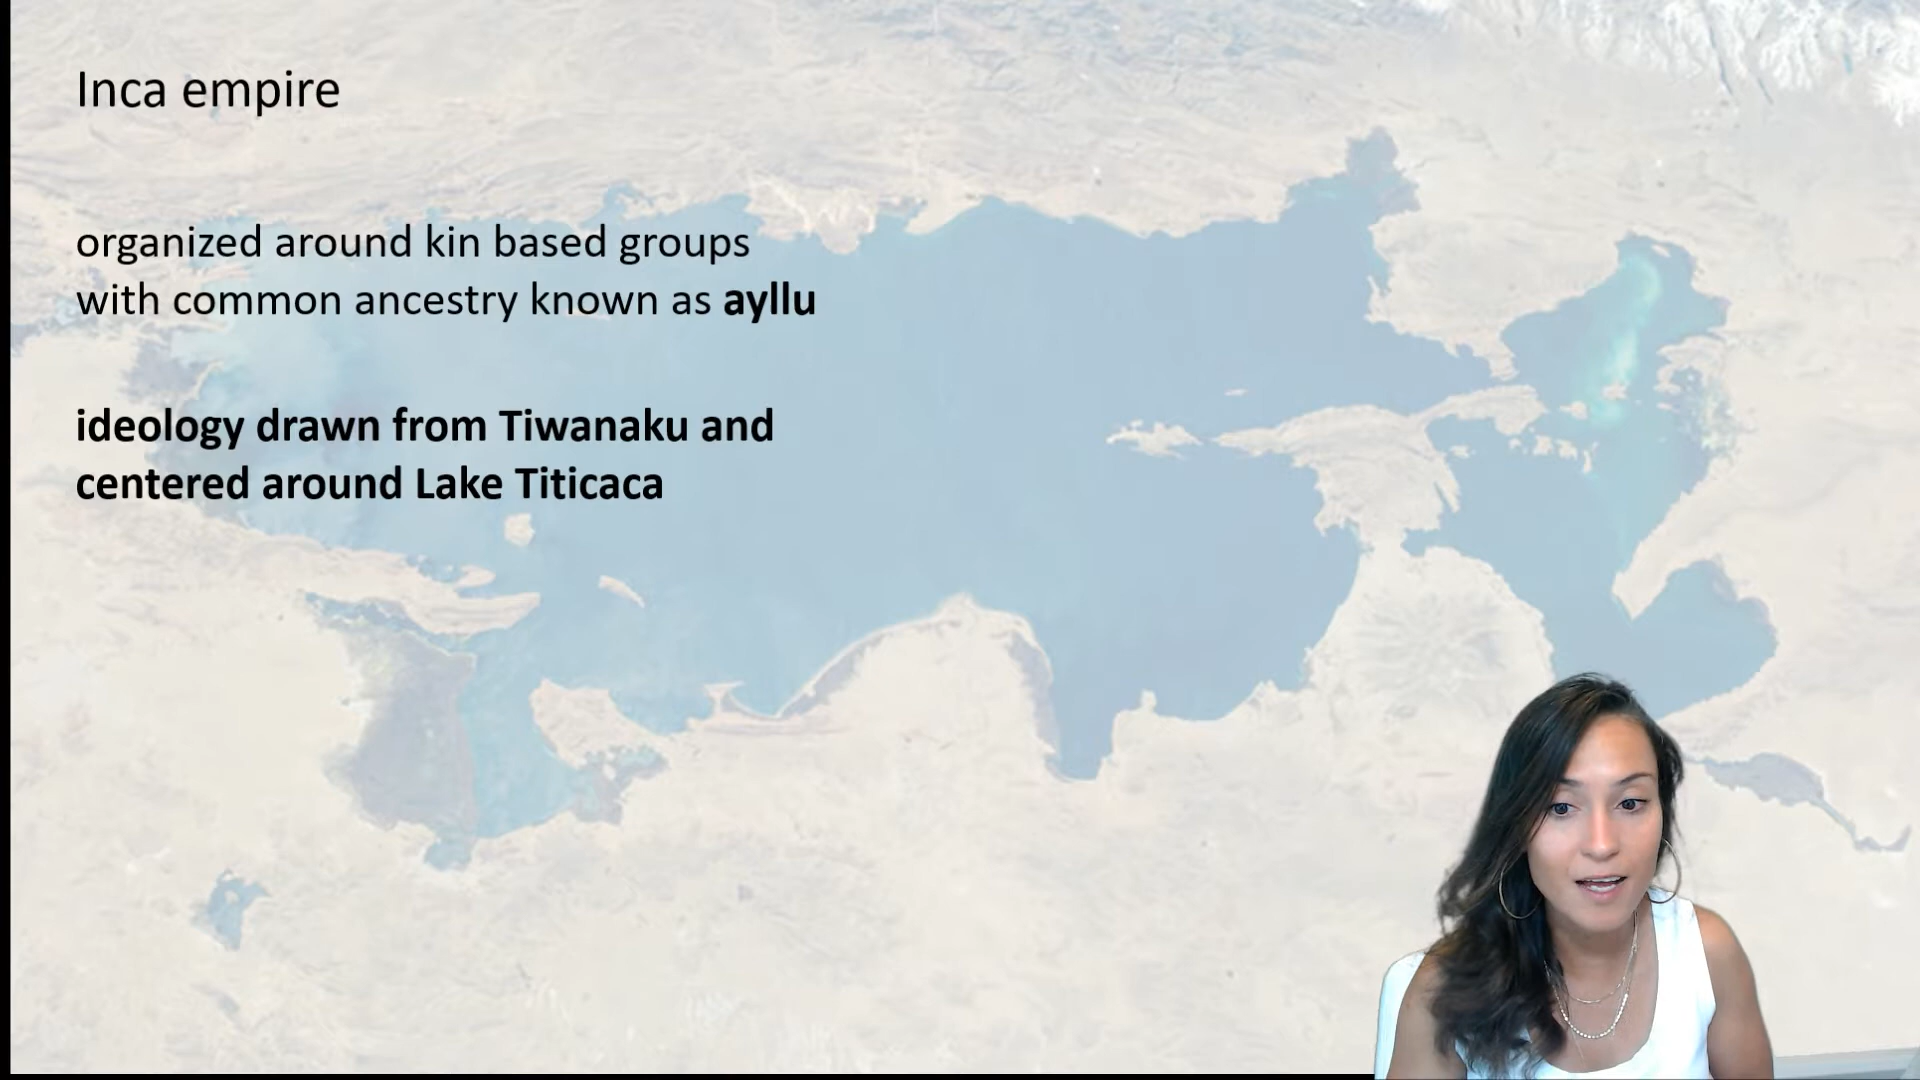 Inca empire
organized around kin based groups
with common ancestry known as ayllu
ideology drawn from Tiwanaku and
centered around Lake Titicaca